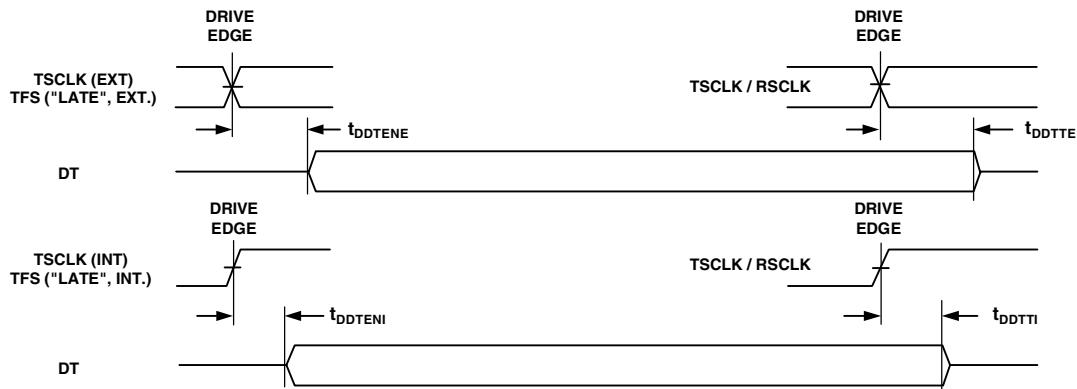 DRIVE
EDGE
DRIVE
EDGE
TSCLK (EXT)
TFS ("LATE", EXT.)
TSCLK / RSCLK
tDDTENE
tDDTTE
DT
DRIVE
EDGE
DRIVE
EDGE
TSCLK (INT)
TFS ("LATE", INT.)
TSCLK / RSCLK
tDDTENI
tDDTTI
DT